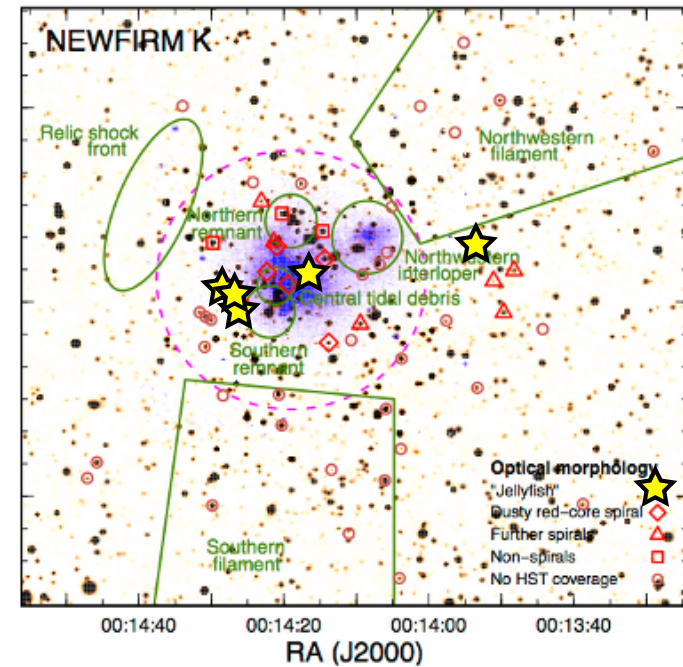 NEWFIRM K
Relic shock
front
Northwestern
filament
Northern
remnant
Northwestern
interloper
Central tidal debris
Southern
remnant
Optical morphology
"Jellyfish"
Dusty red-core spiral
Further spirals
Non-spirals
No HST coverage
Southern
filament
00:14:40 00:14:20 00:14:00 00:13:40
RA (J2000)